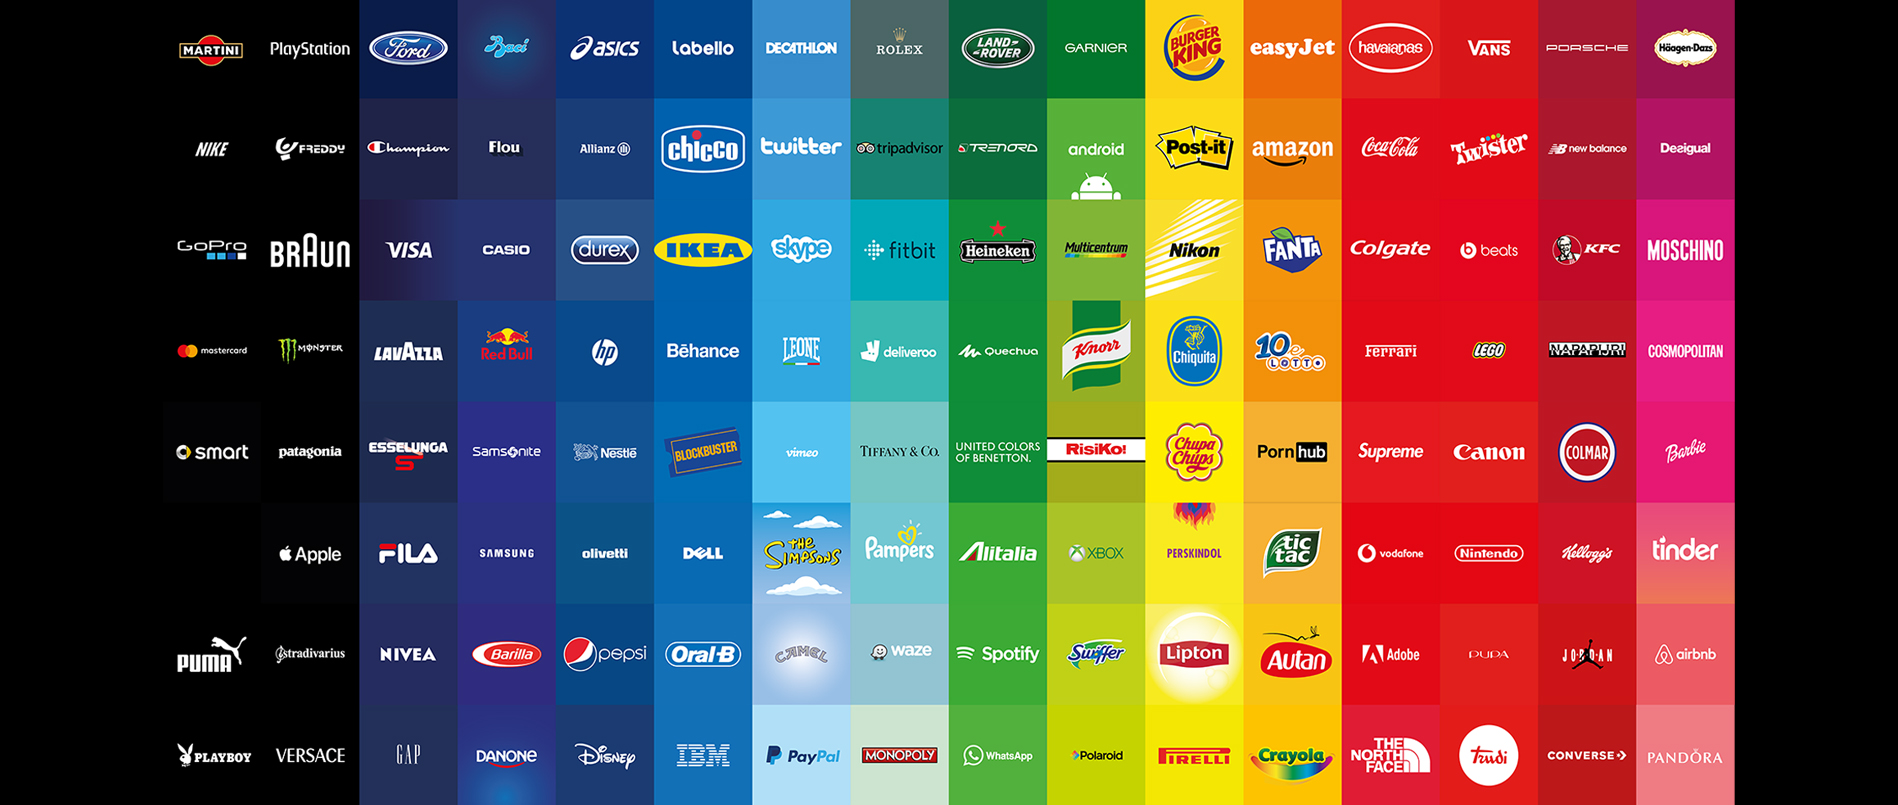 MARTINI
PlayStation
Ford
Baci
asics
labello
DECATHLON
ROLEX
LAND ROVER
GARNIER
BURGER KING
easyJet
havaianas
VANS
PORSCHE
Häagen-Dazs
NIKE
FREDDY
Champion
Flou
Allianz
chicco
twitter
tripadvisor
TRENORD
android
Post-it
amazon
Coca-Cola
Twister
NB new balance
Desigual
GoPro
BRAUN
VISA
CASIO
durex
IKEA
skype
fitbit
Heineken
Multicentrum
Nikon
FANTA
Colgate
b beats
KFC
MOSCHINO
mastercard
MONSTER
LAVAZZA
Red Bull
hp
Bēhance
LEONE
deliveroo
Quechua
Knorr
Chiquita
10 e LOTTO
Ferrari
LEGO
NAPAPIJRI
COSMOPOLITAN
smart
patagonia
ESSELUNGA S
Samsonite
Nestlé
BLOCKBUSTER
vimeo
TIFFANY & CO.
UNITED COLORS
OF BENETTON.
RisiKo!
Chupa Chups
Pornhub
Supreme
Canon
COLMAR
Barbie
Apple
FILA
SAMSUNG
olivetti
DELL
THE SIMPSONS
Pampers
Alitalia
XBOX
PERSKINDOL
tic tac
vodafone
Nintendo
Kellogg's
tinder
PUMA
stradivarius
NIVEA
Barilla
pepsi
Oral-B
CAMEL
waze
Spotify
Swiffer
Lipton
Autan
Adobe
PUPA
JORDAN
airbnb
PLAYBOY
VERSACE
GAP
DANONE
Disney
IBM
PayPal
MONOPOLY
WhatsApp
Polaroid
PIRELLI
Crayola
THE NORTH FACE
Trudi
CONVERSE
PANDÖRA